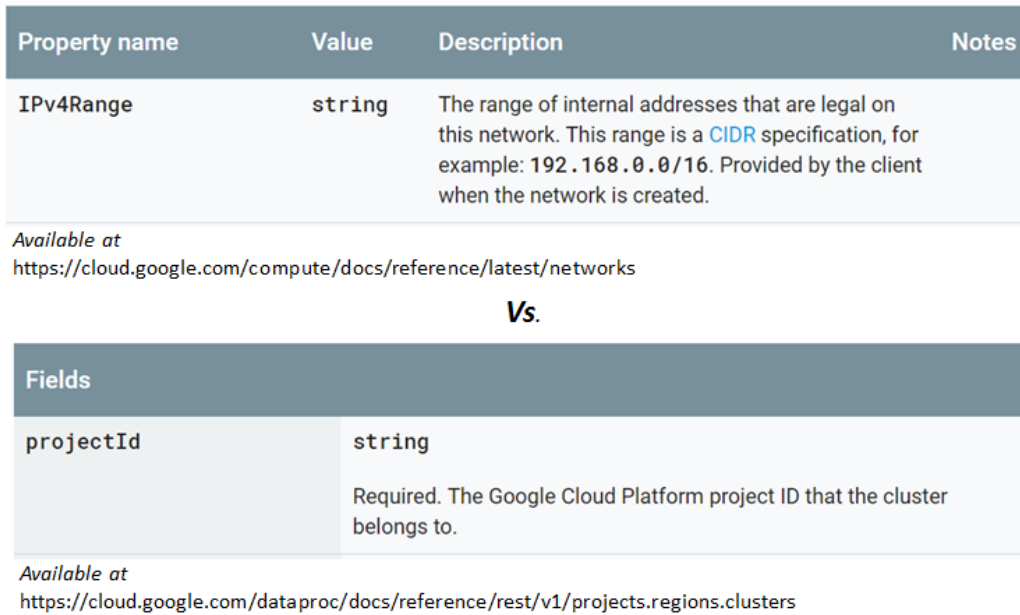 Property name Value Description Notes
IPv4Range string The range of internal addresses that are legal on
this network. This range is a CIDR specification, for
example: 192.168.0.0/16. Provided by the client
when the network is created.
Available at
https://cloud.google.com/compute/docs/reference/latest/networks
Vs.
Fields
projectId string
Required. The Google Cloud Platform project ID that the cluster
belongs to.
Available at
https://cloud.google.com/dataproc/docs/reference/rest/v1/projects.regions.clusters